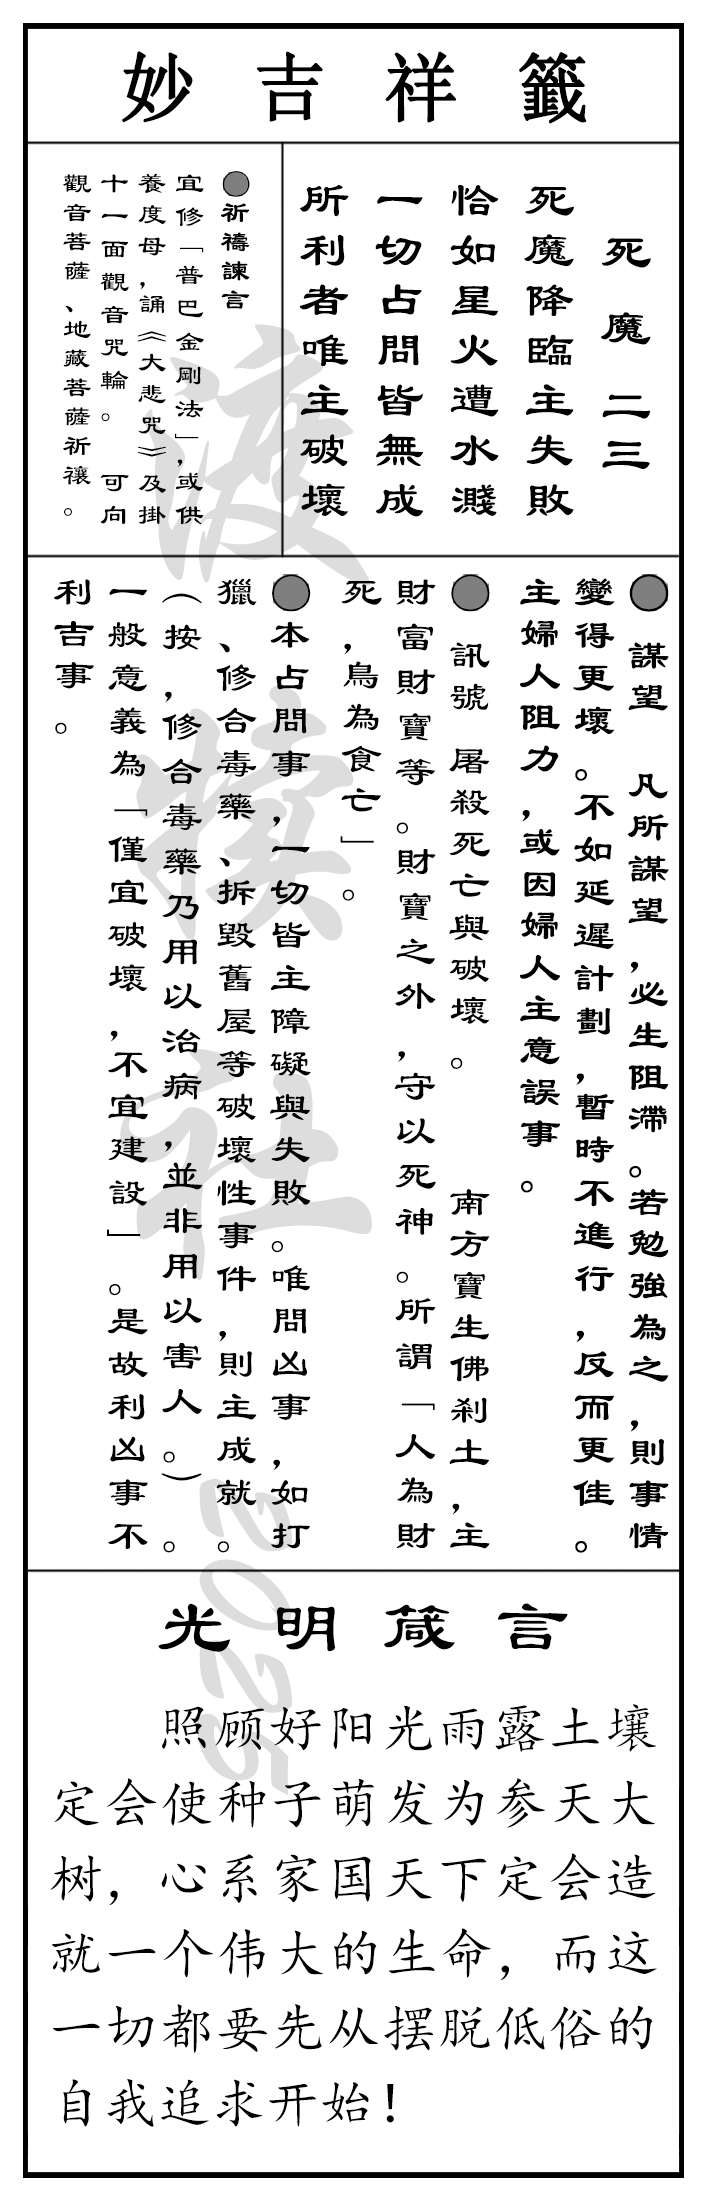 妙吉祥籤
死魔 二三
死魔降臨主失敗
恰如星火遭水濺
一切占問皆無成
所利者唯主破壞
●祈禱諫言
宜修「普巴金剛法」,或供
養度母,誦《大悲咒》及掛
十一面觀音咒輪。 可向
觀音菩薩、地藏菩薩祈禳。
● 謀望 凡所謀望,必生阻滯。若勉強為之,則事情
變得更壞。不如延遲計劃,暫時不進行,反而更佳。
主婦人阻力,或因婦人主意誤事。
● 訊號 屠殺死亡與破壞。 南方寶生佛剎土,主
財富財寶等。財寶之外,守以死神。所謂「人為財
死,鳥為食亡」。
●本占問事,一切皆主障礙與失敗。唯問凶事,如打
獵、修合毒藥、拆毀舊屋等破壞性事件,則主成就。
(按,修合毒藥乃用以治病,並非用以害人。)。
一般意義為「僅宜破壞,不宜建設」。是故利凶事不
利吉事。
光明箴言
照顾好阳光雨露土壤
定会使种子萌发为参天大
树，心系家国天下定会造
就一个伟大的生命，而这
一切都要先从摆脱低俗的
自我追求开始！
渡犊社2025